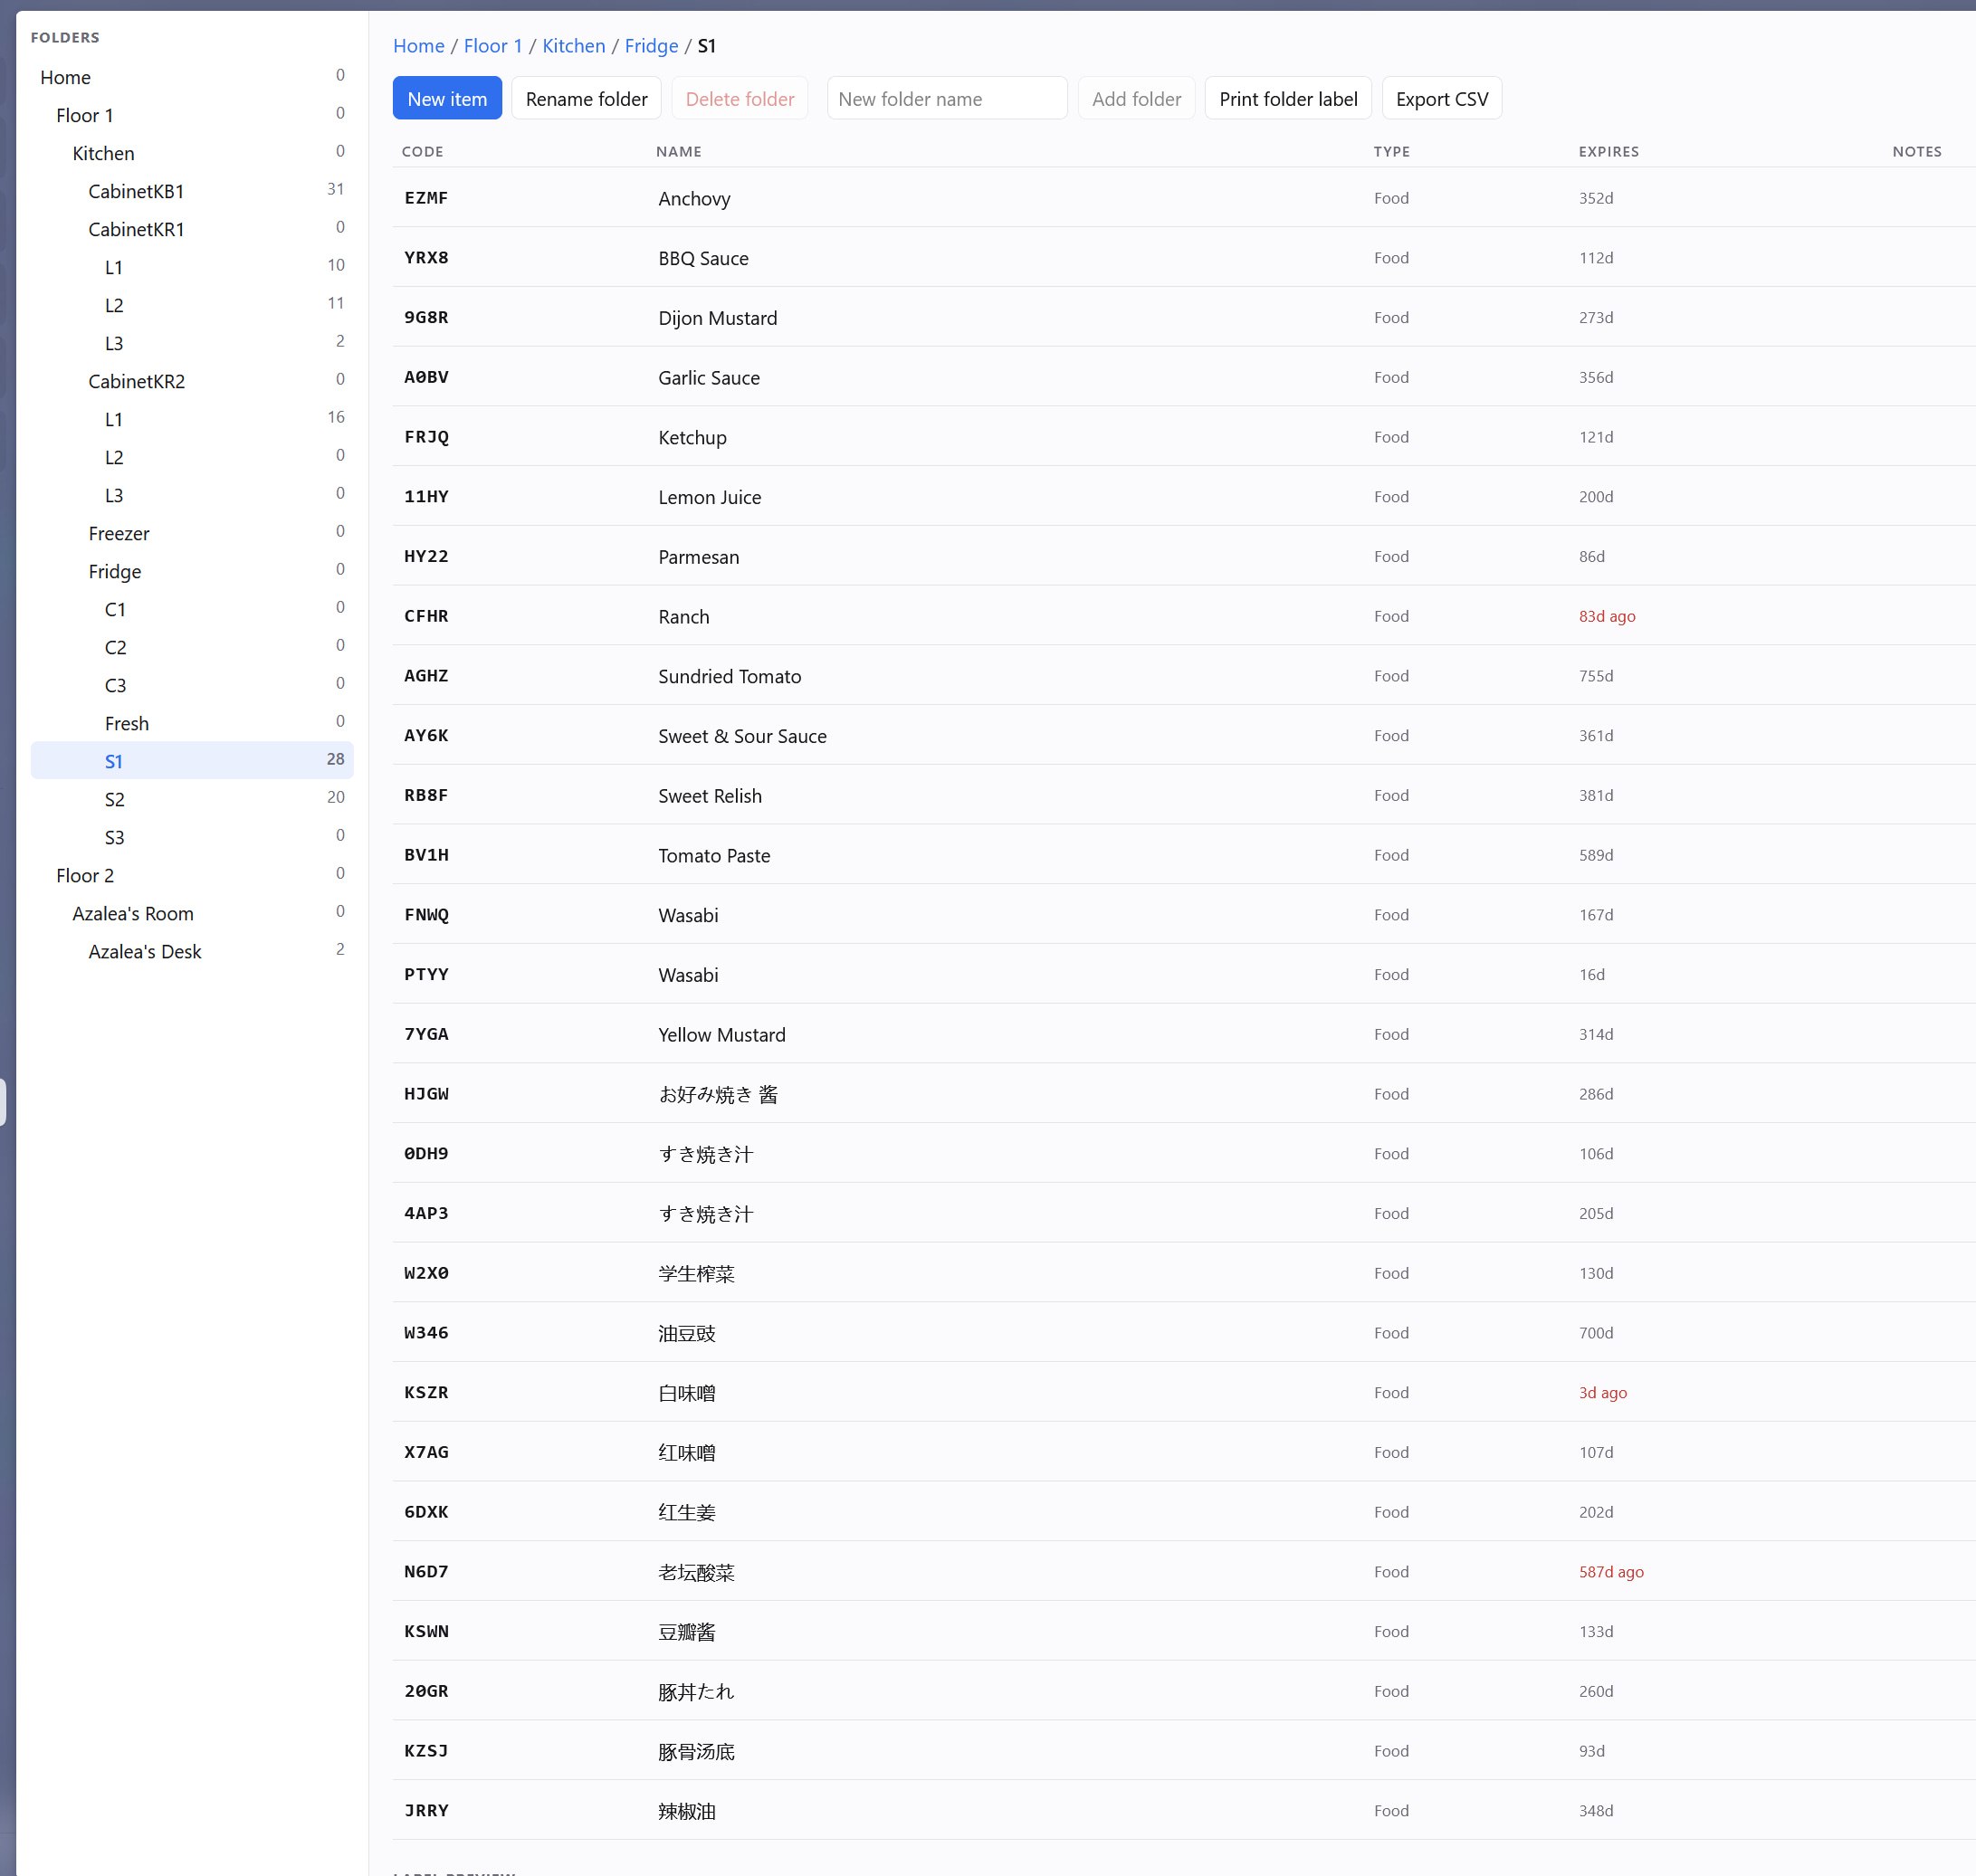 FOLDERS
Home 0
Floor 1 0
Kitchen 0
CabinetKB1 31
CabinetKR1 0
L1 10
L2 11
L3 2
CabinetKR2 0
L1 16
L2 0
L3 0
Freezer 0
Fridge 0
C1 0
C2 0
C3 0
Fresh 0
S1 28
S2 20
S3 0
Floor 2 0
Azalea's Room 0
Azalea's Desk 2
Home / Floor 1 / Kitchen / Fridge / S1
New item Rename folder Delete folder New folder name Add folder Print folder label Export CSV
CODE NAME TYPE EXPIRES NOTES
EZMF Anchovy Food 352d
YRX8 BBQ Sauce Food 112d
9G8R Dijon Mustard Food 273d
A0BV Garlic Sauce Food 356d
FRJQ Ketchup Food 121d
11HY Lemon Juice Food 200d
HY22 Parmesan Food 86d
CFHR Ranch Food 83d ago
AGHZ Sundried Tomato Food 755d
AY6K Sweet & Sour Sauce Food 361d
RB8F Sweet Relish Food 381d
BV1H Tomato Paste Food 589d
FNWQ Wasabi Food 167d
PTYY Wasabi Food 16d
7YGA Yellow Mustard Food 314d
HJGW お好み焼き 酱 Food 286d
0DH9 すき焼き汁 Food 106d
4AP3 すき焼き汁 Food 205d
W2X0 学生榨菜 Food 130d
W346 油豆豉 Food 700d
KSZR 白味噌 Food 3d ago
X7AG 红味噌 Food 107d
6DXK 红生姜 Food 202d
N6D7 老坛酸菜 Food 587d ago
KSWN 豆瓣酱 Food 133d
20GR 豚丼たれ Food 260d
KZSJ 豚骨汤底 Food 93d
JRRY 辣椒油 Food 348d